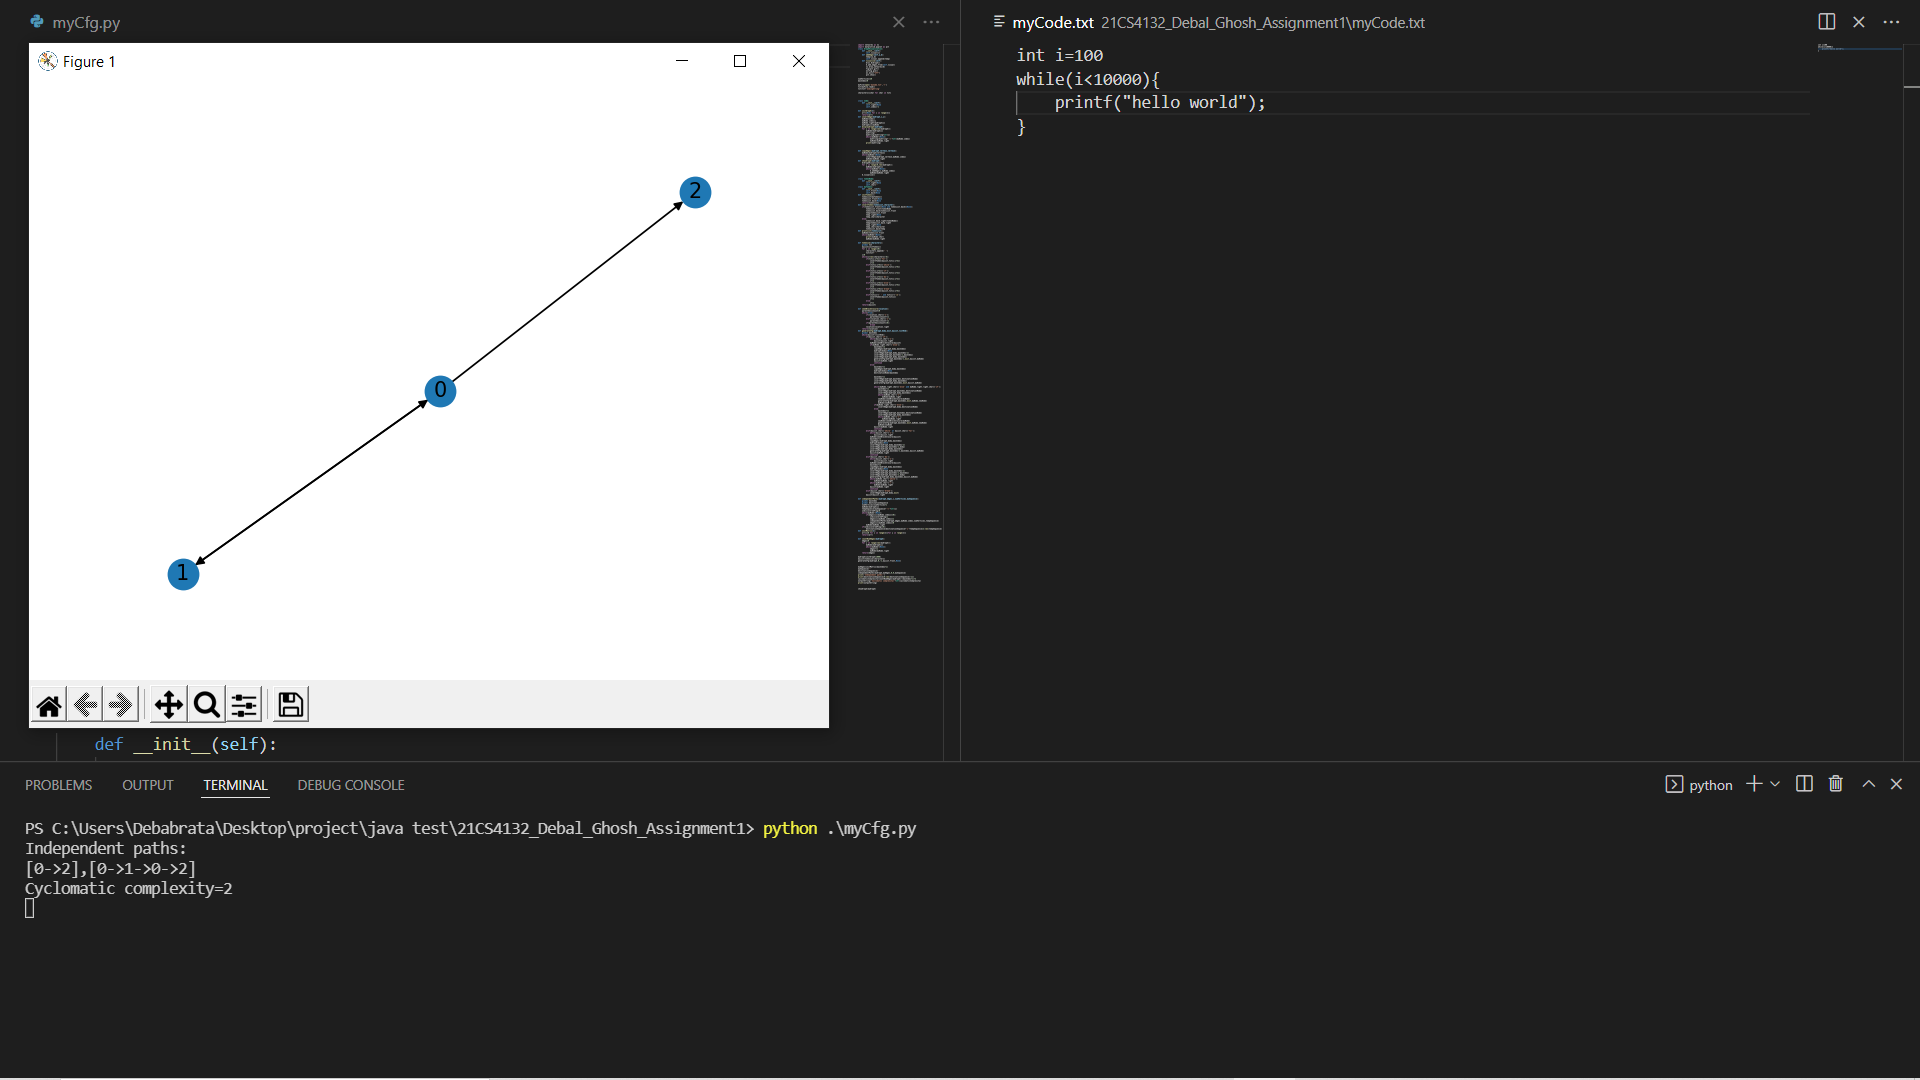 myCfg.py
myCode.txt 21CS4132_Debal_Ghosh_Assignment1\myCode.txt
Figure 1
2
0
1
int i=100
while(i<10000){
    printf("hello world");
}
def __init__(self):
PROBLEMS OUTPUT TERMINAL DEBUG CONSOLE
python
PS C:\Users\Debabrata\Desktop\project\java test\21CS4132_Debal_Ghosh_Assignment1> python .\myCfg.py
Independent paths:
[0->2],[0->1->0->2]
Cyclomatic complexity=2